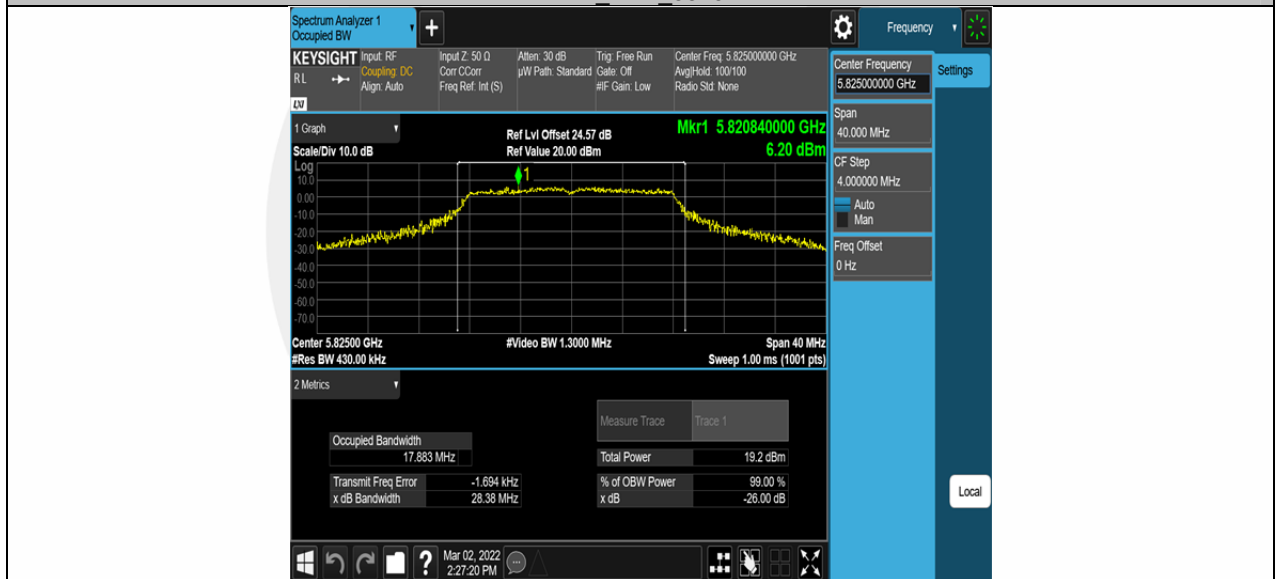 Spectrum Analyzer 1
Occupied BW
+
Frequency
KEYSIGHT
RL
LXI
Input: RF
Coupling: DC
Align: Auto
Input Z: 50 Ω
Corr CCorr
Freq Ref: Int (S)
Atten: 30 dB
µW Path: Standard
Trig: Free Run
Gate: Off
#IF Gain: Low
Center Freq: 5.825000000 GHz
Avg|Hold: 100/100
Radio Std: None
Center Frequency
5.825000000 GHz
Settings
Span
40.000 MHz
CF Step
4.000000 MHz
Auto
Man
Freq Offset
0 Hz
1 Graph
Scale/Div 10.0 dB
Ref Lvl Offset 24.57 dB
Ref Value 20.00 dBm
Mkr1 5.820840000 GHz
6.20 dBm
Log
10.0
0.00
-10.0
-20.0
-30.0
-40.0
-50.0
-60.0
-70.0
1
Center 5.82500 GHz
#Res BW 430.00 kHz
#Video BW 1.3000 MHz
Span 40 MHz
Sweep 1.00 ms (1001 pts)
2 Metrics
Measure Trace Trace 1
Occupied Bandwidth
17.883 MHz
Total Power 19.2 dBm
Transmit Freq Error -1.694 kHz
% of OBW Power 99.00 %
x dB Bandwidth 28.38 MHz
x dB -26.00 dB
Local
?
Mar 02, 2022
2:27:20 PM